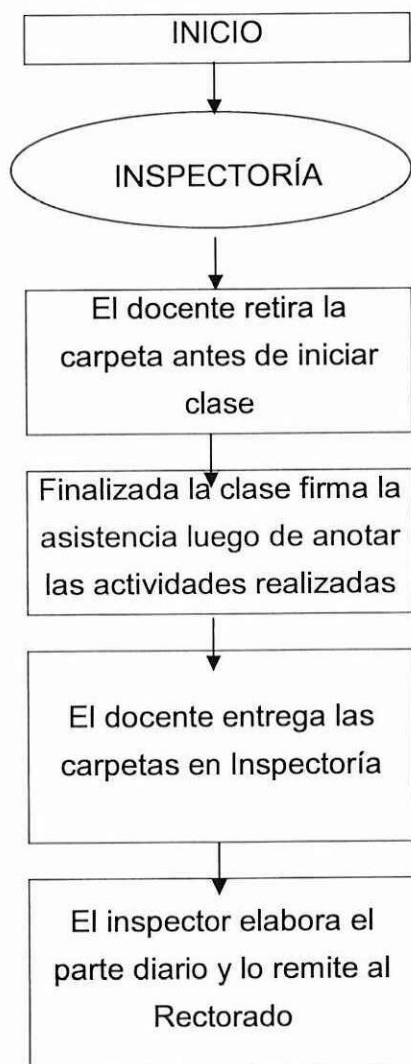 INICIO
INSPECTORÍA
El docente retira la
carpeta antes de iniciar
clase
Finalizada la clase firma la
asistencia luego de anotar
las actividades realizadas
El docente entrega las
carpetas en Inspectoría
El inspector elabora el
parte diario y lo remite al
Rectorado